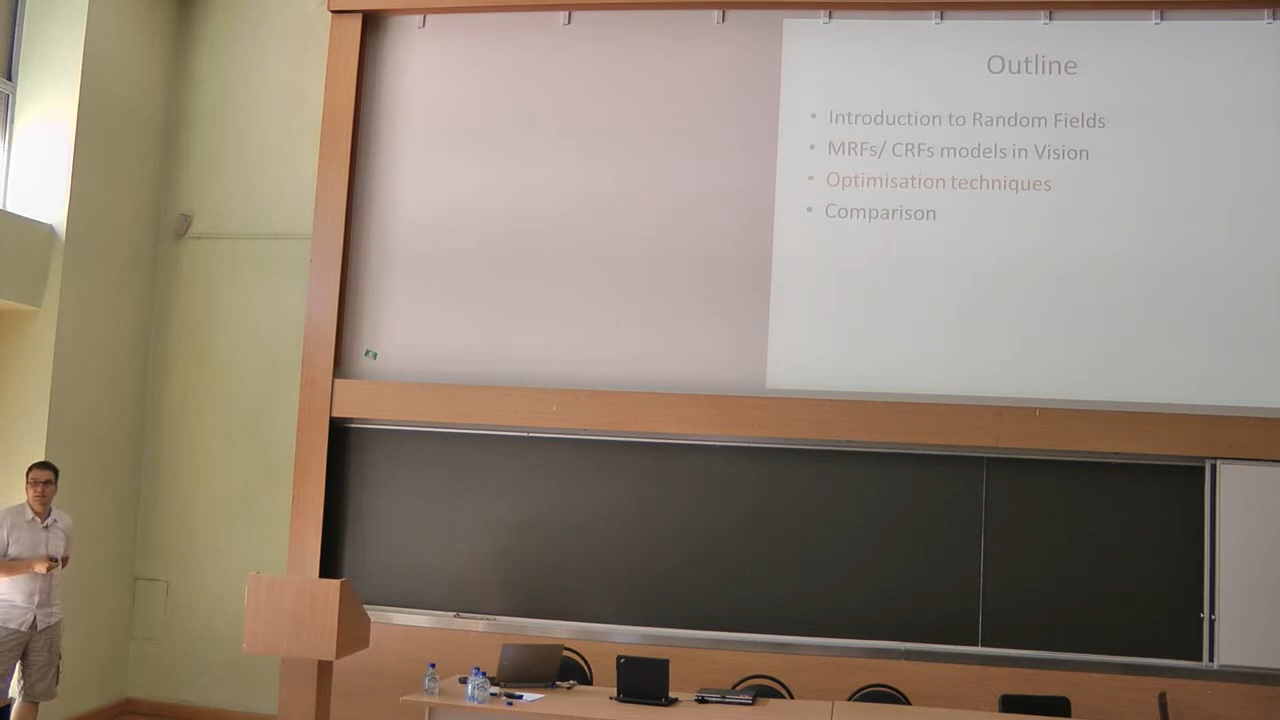 Outline
• Introduction to Random Fields
• MRFs/ CRFs models in Vision
• Optimisation techniques
• Comparison